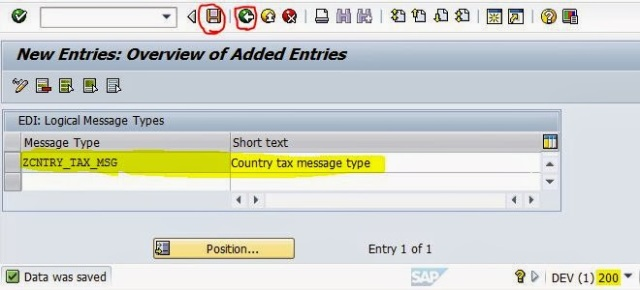 New Entries: Overview of Added Entries
EDI: Logical Message Types
Message Type Short text
ZCNTRY_TAX_MSG Country tax message type
Position... Entry 1 of 1
Data was saved SAP DEV (1) 200